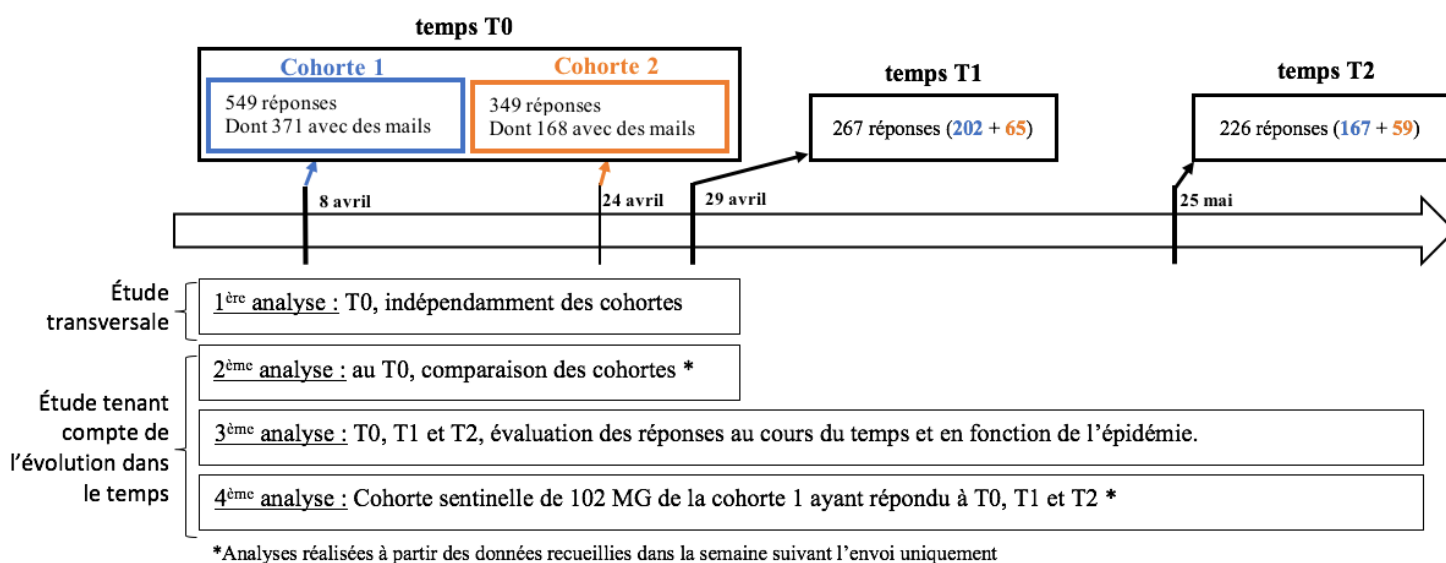 temps T0
Cohorte 1
549 réponses
Dont 371 avec des mails
Cohorte 2
349 réponses
Dont 168 avec des mails
temps T1
267 réponses (202 + 65)
temps T2
226 réponses (167 + 59)
8 avril
24 avril
29 avril
25 mai
Étude
transversale
1ère analyse : T0, indépendamment des cohortes
Étude tenant
compte de
l’évolution dans
le temps
2ème analyse : au T0, comparaison des cohortes *
3ème analyse : T0, T1 et T2, évaluation des réponses au cours du temps et en fonction de l’épidémie.
4ème analyse : Cohorte sentinelle de 102 MG de la cohorte 1 ayant répondu à T0, T1 et T2 *
*Analyses réalisées à partir des données recueillies dans la semaine suivant l’envoi uniquement